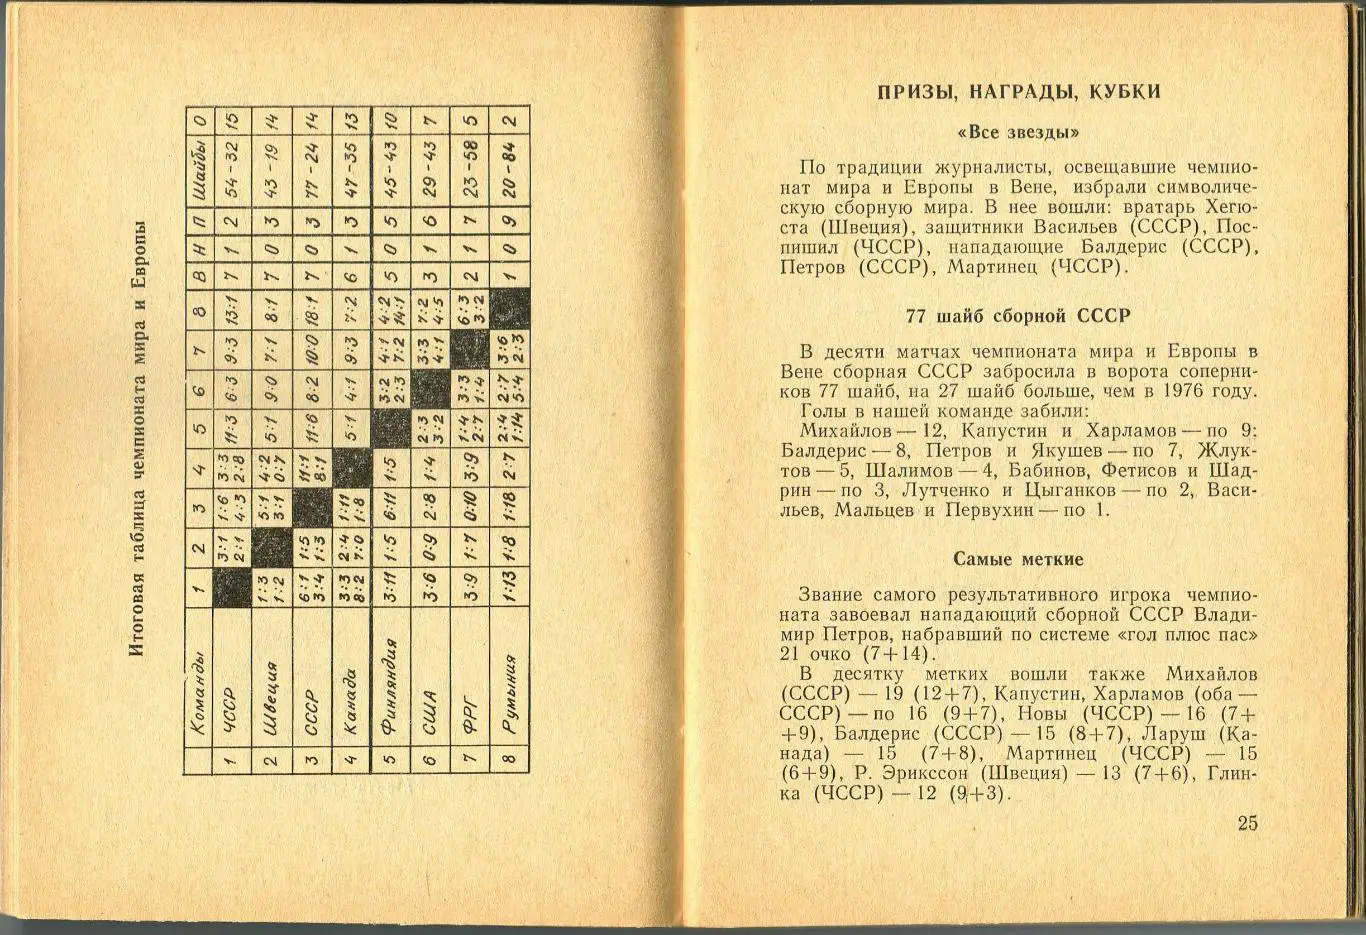 Итоговая таблица чемпионата мира и Европы
Команды 1 2 3 4 5 6 7 8 В Н П Шайбы О
1 ЧССР 3:1 1:6 3:3 11:3 6:3 9:3 13:1 7 1 2 54-32 15
2:1 4:3 2:8
2 Швеция 1:3 5:1 4:2 5:1 9:0 7:1 8:1 7 0 3 43-19 14
1:2 3:1 0:7
3 СССР 6:1 1:5 11:1 11:6 8:2 10:0 18:1 7 0 3 77-24 14
3:4 1:3 8:1
4 Канада 3:3 2:4 1:11 5:1 4:1 9:3 7:2 6 1 3 47-35 13
8:2 7:0 1:8
5 Финляндия 3:11 1:5 6:11 1:5 3:2 4:1 4:2 5 0 5 45-43 10
2:3 7:2 14:1
6 США 3:6 0:9 2:8 1:4 2:3 3:3 7:2 3 1 6 29-43 7
3:2 4:1 4:5
7 ФРГ 3:9 1:7 0:10 3:9 1:4 3:3 6:3 2 1 7 23-58 5
2:7 1:4 3:2
8 Румыния 1:13 1:8 1:18 2:7 2:4 2:7 3:6 1 0 9 20-84 2
1:14 5:4 2:3
ПРИЗЫ, НАГРАДЫ, КУБКИ
«Все звезды»
По традиции журналисты, освещавшие чемпио-
нат мира и Европы в Вене, избрали символиче-
скую сборную мира. В нее вошли: вратарь Хегю-
ста (Швеция), защитники Васильев (СССР), Пос-
пишил (ЧССР), нападающие Балдерис (СССР),
Петров (СССР), Мартинец (ЧССР).
77 шайб сборной СССР
В десяти матчах чемпионата мира и Европы в
Вене сборная СССР забросила в ворота соперни-
ков 77 шайб, на 27 шайб больше, чем в 1976 году.
Голы в нашей команде забили:
Михайлов — 12, Капустин и Харламов — по 9;
Балдерис — 8, Петров и Якушев — по 7, Жлук-
тов — 5, Шалимов — 4, Бабинов, Фетисов и Шад-
рин — по 3, Лутченко и Цыганков — по 2, Васи-
льев, Мальцев и Первухин — по 1.
Самые меткие
Звание самого результативного игрока чемпио-
ната завоевал нападающий сборной СССР Влади-
мир Петров, набравший по системе «гол плюс пас»
21 очко (7+14).
В десятку метких вошли также Михайлов
(СССР) — 19 (12+7), Капустин, Харламов (оба —
СССР) — по 16 (9+7), Новы (ЧССР) — 16 (7+
+9), Балдерис (СССР) — 15 (8+7), Ларуш (Ка-
нада) — 15 (7+8), Мартинец (ЧССР) — 15
(6+9), Р. Эрикссон (Швеция) — 13 (7+6), Глин-
ка (ЧССР) — 12 (9+3).
25